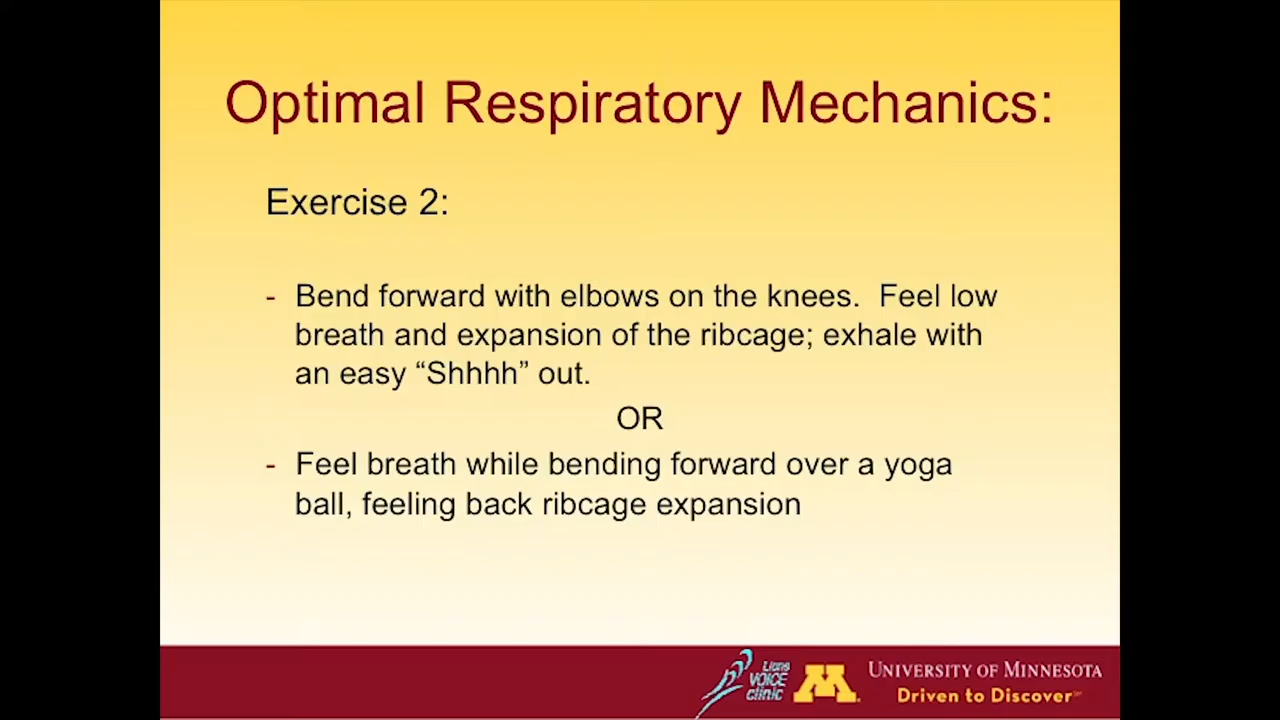 Optimal Respiratory Mechanics:
Exercise 2:
- Bend forward with elbows on the knees.  Feel low
breath and expansion of the ribcage; exhale with
an easy “Shhhh” out.
OR
- Feel breath while bending forward over a yoga
ball, feeling back ribcage expansion
Lions
VOICE
clinic
M
UNIVERSITY OF MINNESOTA
Driven to Discover